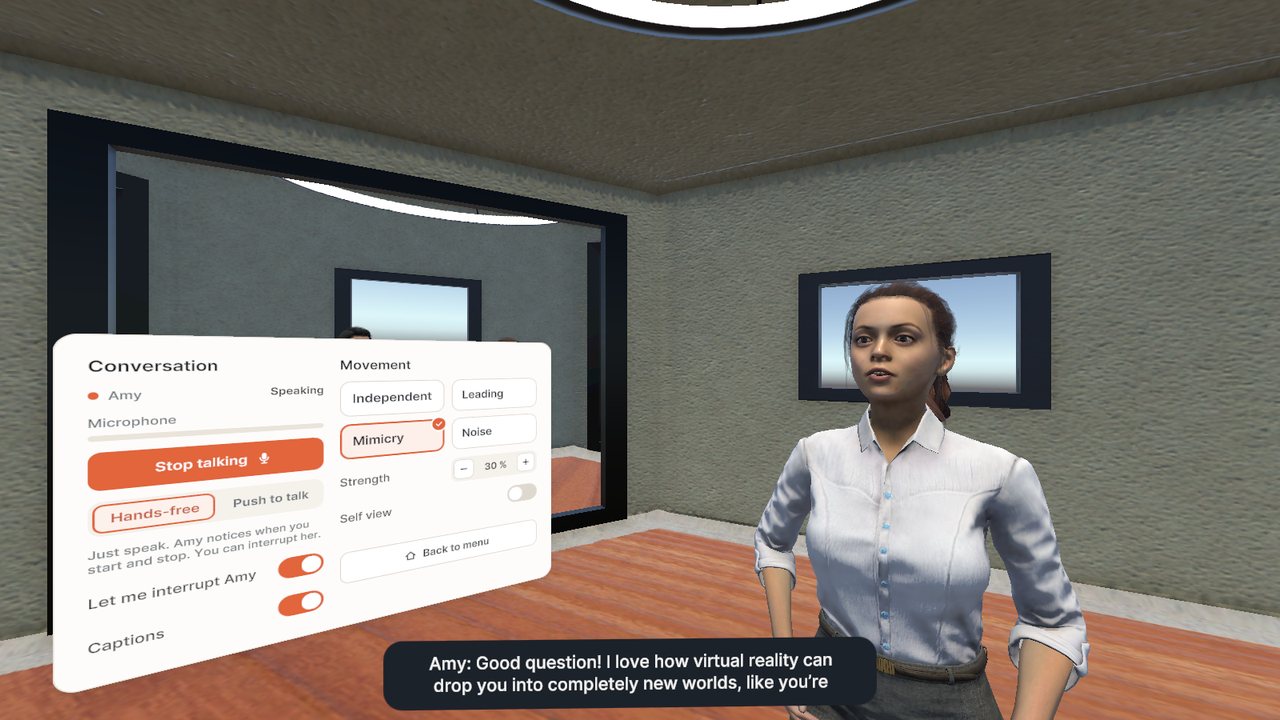 Conversation
Amy
Speaking
Microphone
Stop talking
Hands-free
Push to talk
Just speak. Amy notices when you
start and stop. You can interrupt her.
Let me interrupt Amy
Captions
Movement
Independent
Leading
Mimicry
Noise
Strength
− 30 % +
Self view
Back to menu
Amy: Good question! I love how virtual reality can
drop you into completely new worlds, like you’re